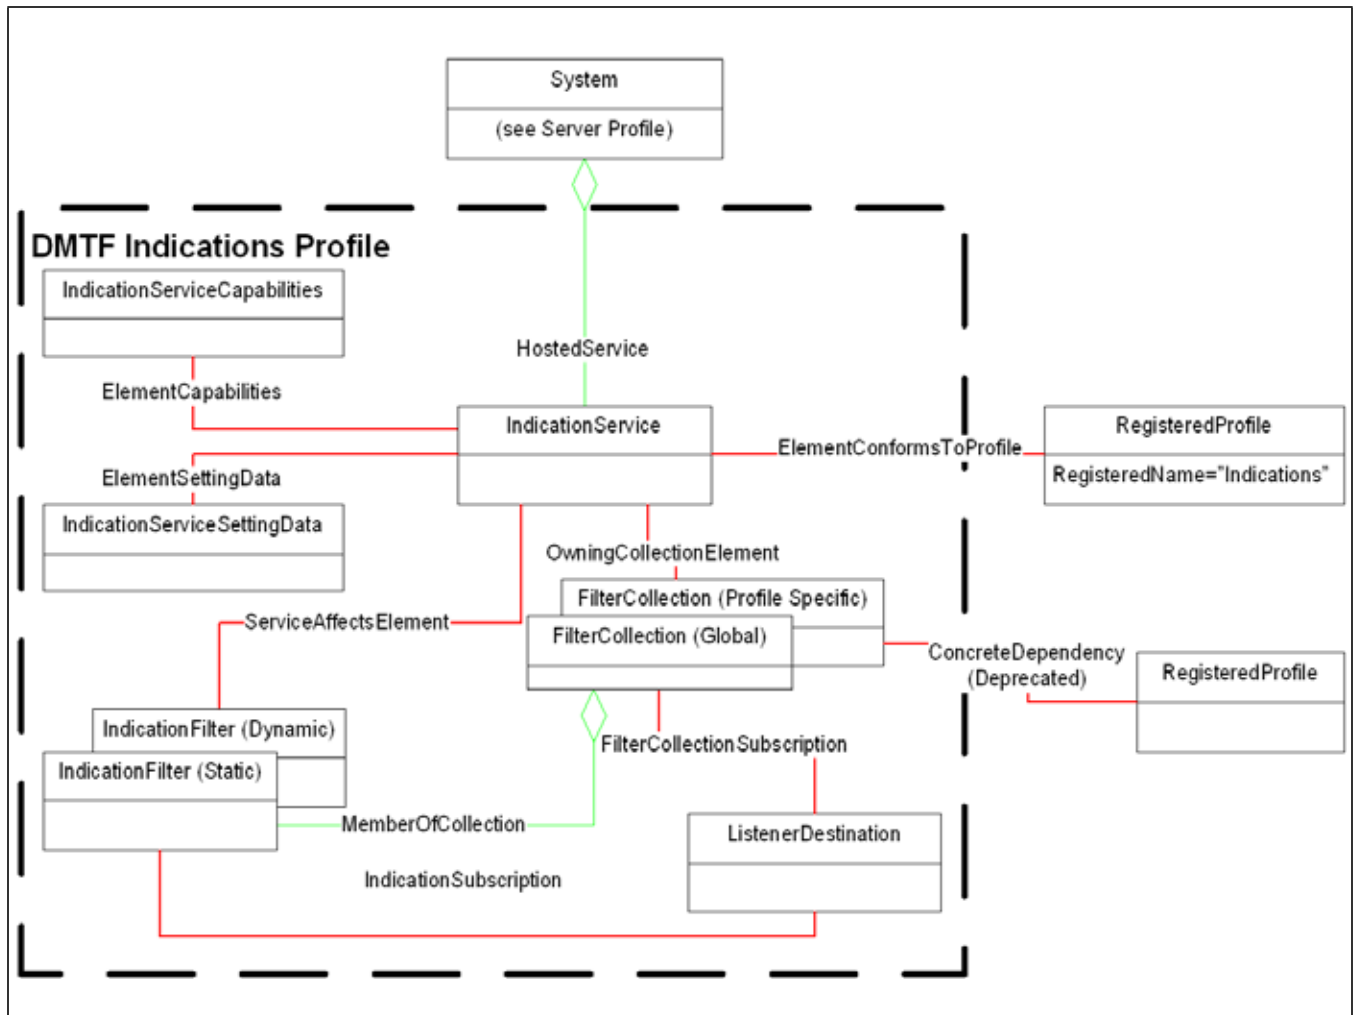 System
(see Server Profile)
DMTF Indications Profile
IndicationServiceCapabilities
HostedService
ElementCapabilities
IndicationService
ElementConformsToProfile
RegisteredProfile
RegisteredName="Indications"
ElementSettingData
IndicationServiceSettingData
OwningCollectionElement
FilterCollection (Profile Specific)
ServiceAffectsElement
FilterCollection (Global)
ConcreteDependency
(Deprecated)
RegisteredProfile
IndicationFilter (Dynamic)
FilterCollectionSubscription
IndicationFilter (Static)
MemberOfCollection
ListenerDestination
IndicationSubscription